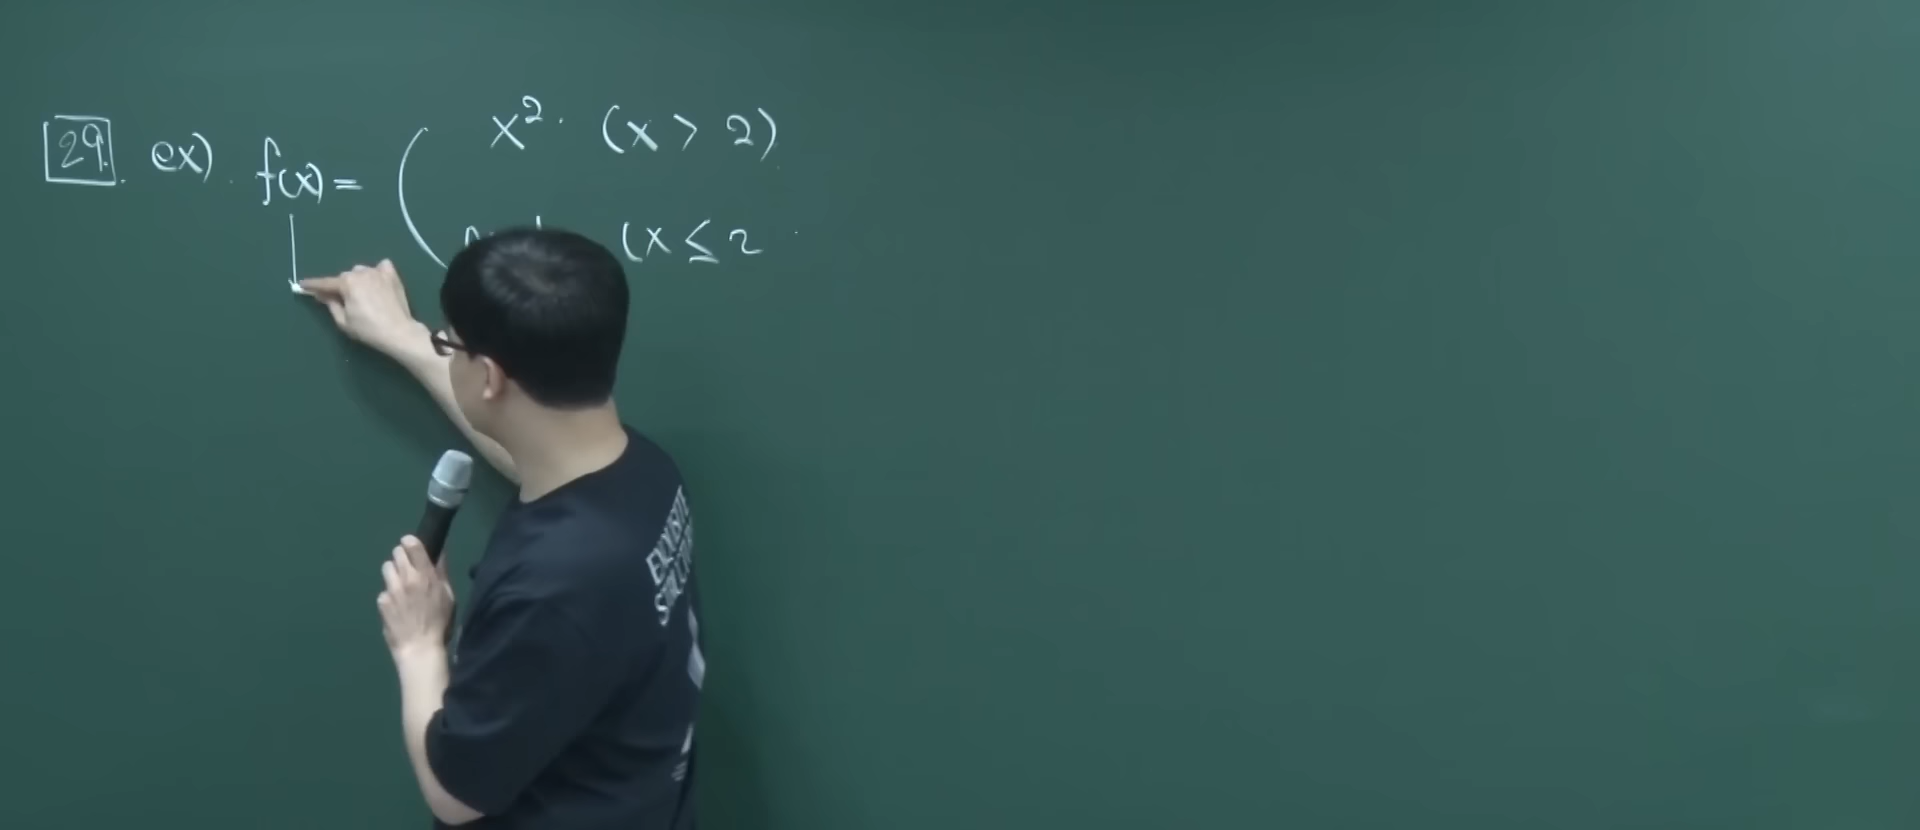 29. ex). f(x) = x². (x > 2)
(x ≤ 2